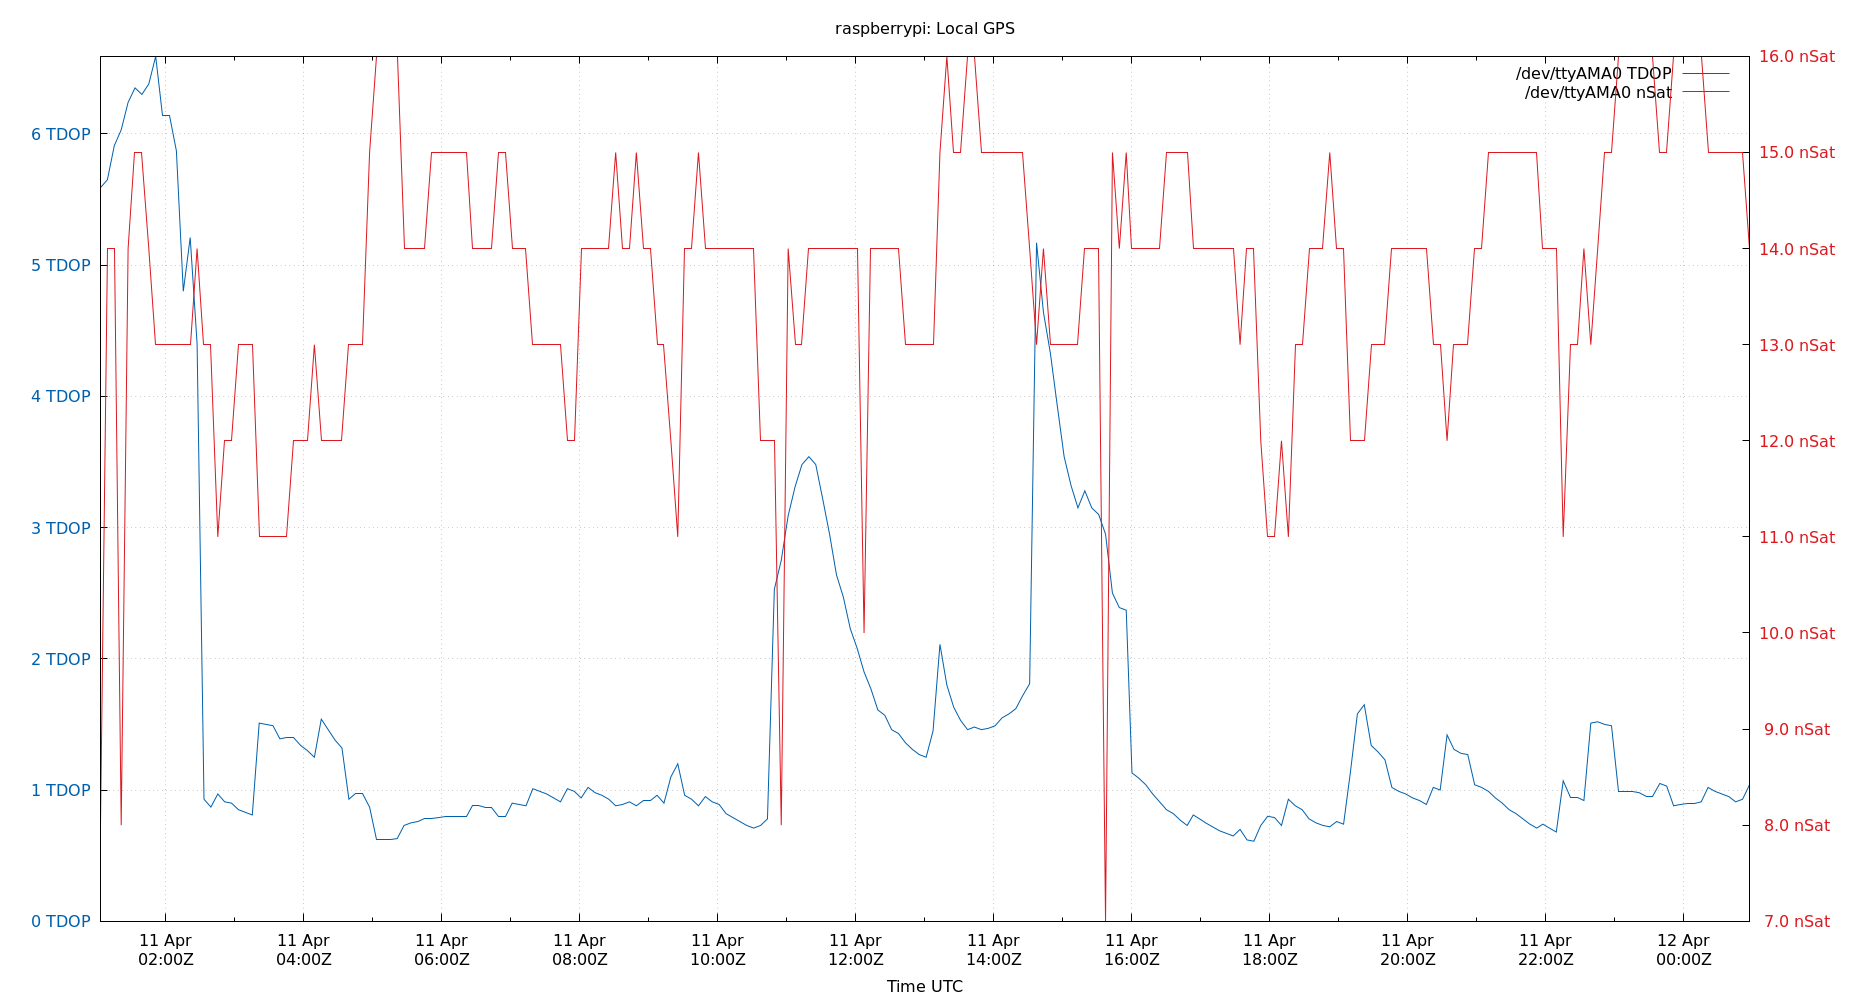 raspberrypi: Local GPS
/dev/ttyAMA0 TDOP
/dev/ttyAMA0 nSat
6 TDOP
5 TDOP
4 TDOP
3 TDOP
2 TDOP
1 TDOP
0 TDOP
16.0 nSat
15.0 nSat
14.0 nSat
13.0 nSat
12.0 nSat
11.0 nSat
10.0 nSat
9.0 nSat
8.0 nSat
7.0 nSat
11 Apr 11 Apr 11 Apr 11 Apr 11 Apr 11 Apr 11 Apr 11 Apr 11 Apr 11 Apr 11 Apr 12 Apr
02:00Z 04:00Z 06:00Z 08:00Z 10:00Z 12:00Z 14:00Z 16:00Z 18:00Z 20:00Z 22:00Z 00:00Z
Time UTC